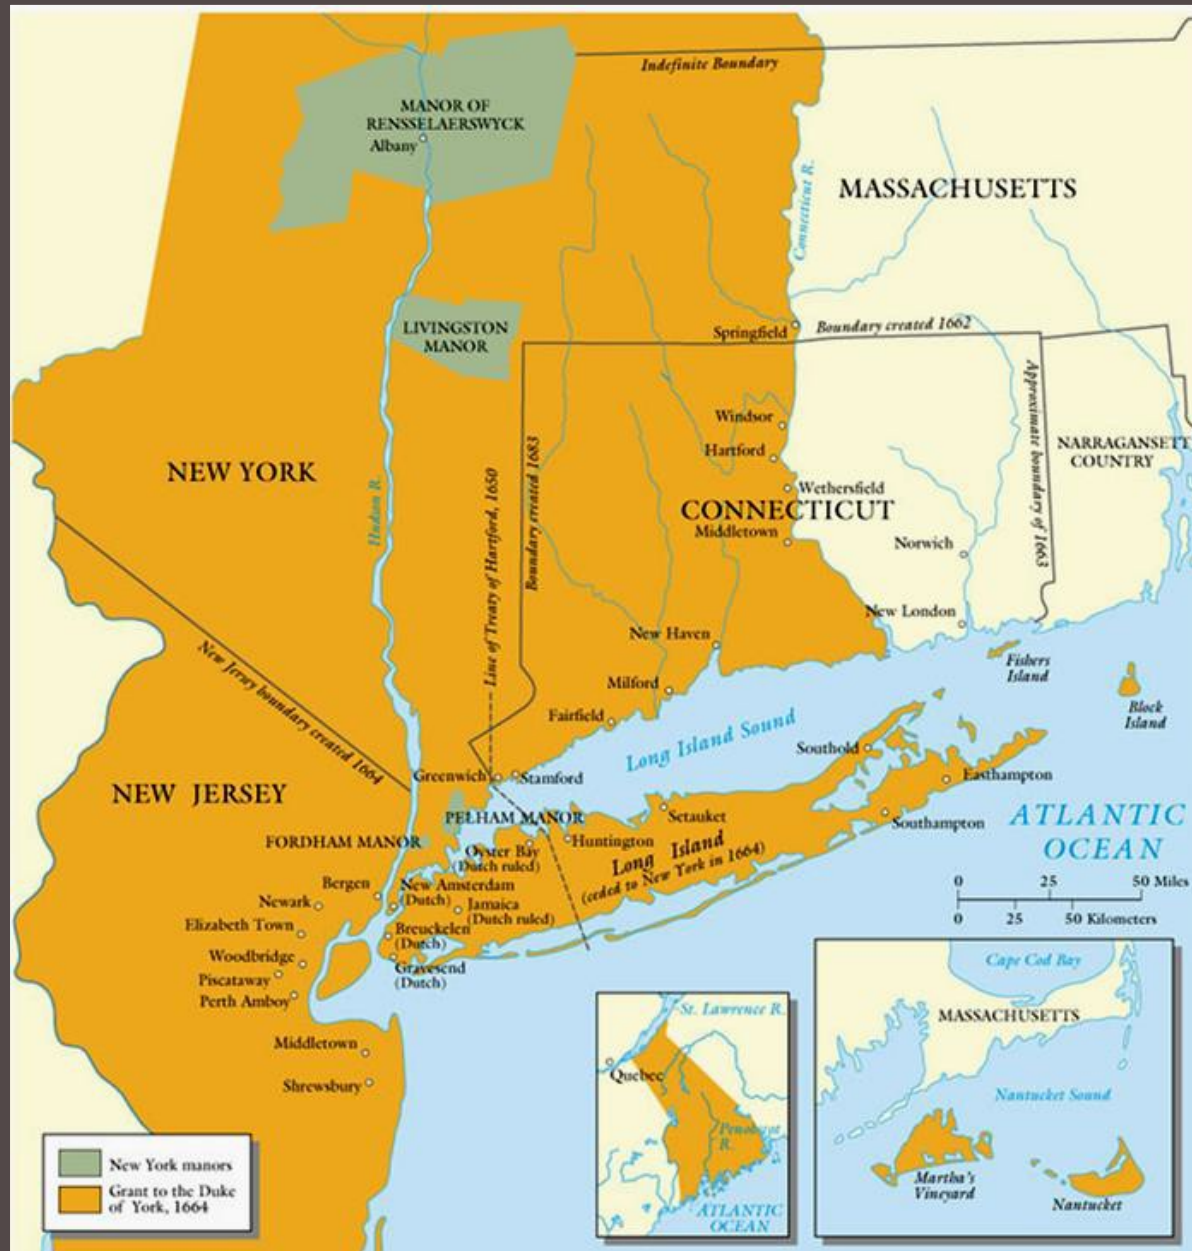 Indefinite Boundary
MANOR OF
RENSSELAERSWYCK
Albany
Connecticut R.
MASSACHUSETTS
LIVINGSTON
MANOR
Springfield
Boundary created 1662
Approximate boundary of 1663
NARRAGANSETT
COUNTRY
Windsor
Hartford
Wethersfield
CONNECTICUT
Middletown
NEW YORK
Hudson R.
Line of Treaty of Hartford, 1650
Boundary created 1683
Norwich
New London
New Haven
Milford
Fairfield
Fishers
Island
Block
Island
New Jersey boundary created 1664
Long Island Sound
Southold
Easthampton
Greenwich
Stamford
NEW JERSEY
PELHAM MANOR
Setauket
Southampton
ATLANTIC
OCEAN
FORDHAM MANOR
Huntington
Oyster Bay
(Dutch ruled)
Long Island
(ceded to New York in 1664)
Bergen
New Amsterdam
(Dutch)
Jamaica
(Dutch ruled)
Newark
Elizabeth Town
Breuckelen
(Dutch)
Woodbridge
Gravesend
(Dutch)
Piscataway
Perth Amboy
Middletown
Shrewsbury
0 25 50 Miles
0 25 50 Kilometers
St. Lawrence R.
Quebec
Penobscot
R.
ATLANTIC
OCEAN
Cape Cod Bay
MASSACHUSETTS
Nantucket Sound
Martha's
Vineyard
Nantucket
New York manors
Grant to the Duke
of York, 1664